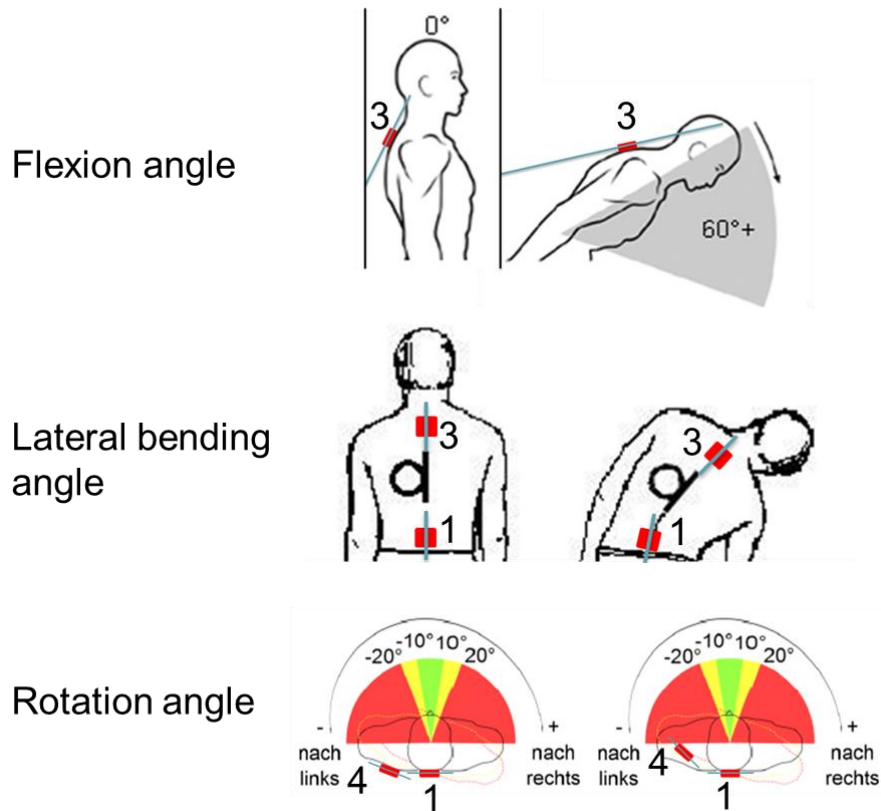 0°
3
3
Flexion angle
60°+
Lateral bending
angle
3
1
3
1
-10° 10°
-20° 20°
-10° 10°
-20° 20°
Rotation angle
- +
- +
nach
links
nach
rechts
nach
links
nach
rechts
4
1
4
1